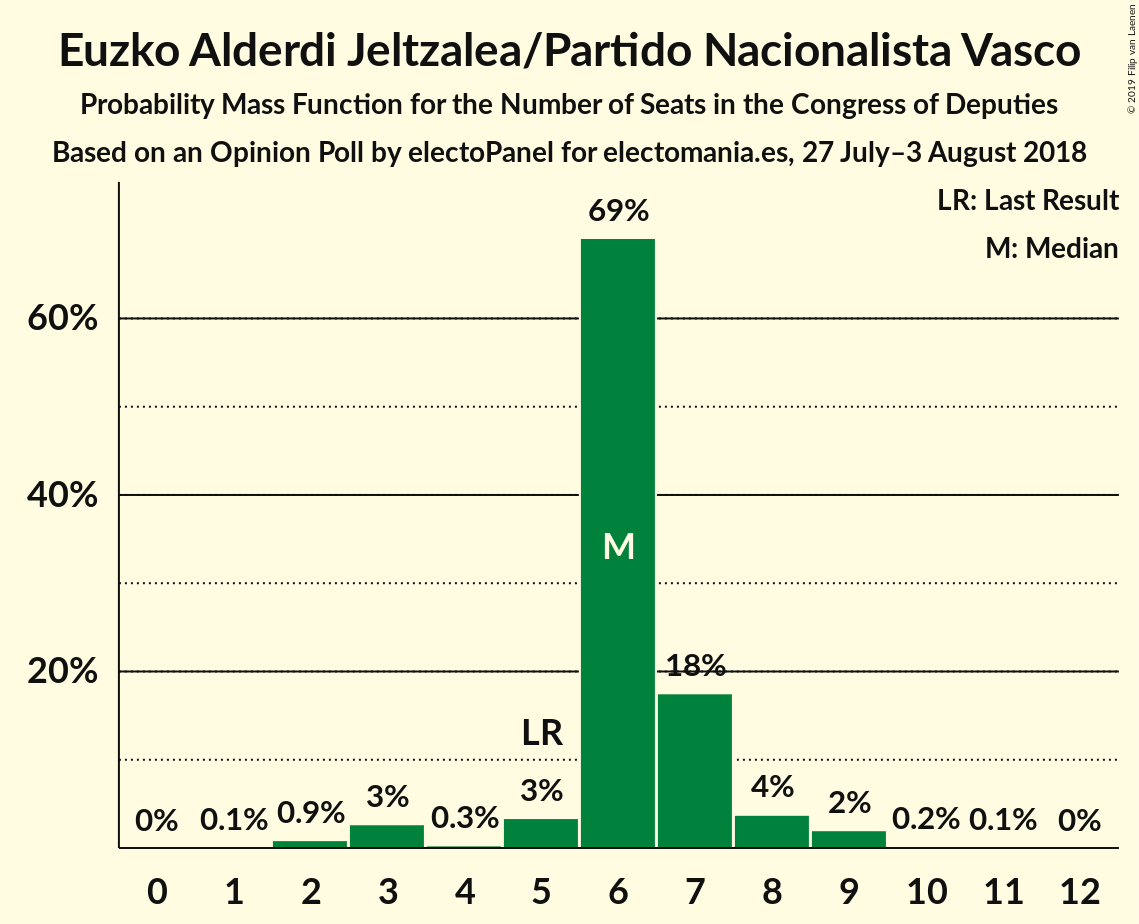 Euzko Alderdi Jeltzalea/Partido Nacionalista Vasco
Probability Mass Function for the Number of Seats in the Congress of Deputies
Based on an Opinion Poll by electoPanel for electomania.es, 27 July–3 August 2018
© 2019 Filip van Laenen
LR: Last Result
M: Median
69%
60%
40%
M
20%
18%
LR
0% 0.1% 0.9% 3% 0.3% 3% 4% 2% 0.2% 0.1% 0%
0 1 2 3 4 5 6 7 8 9 10 11 12